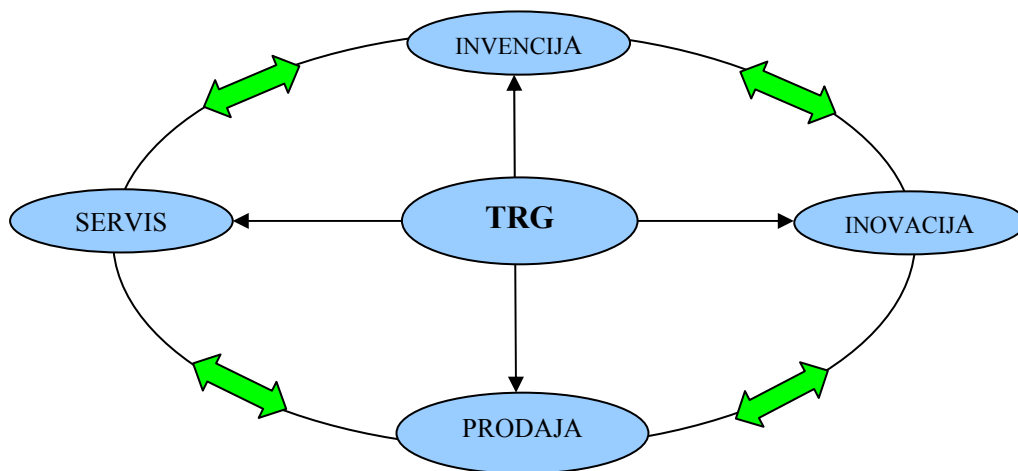 INVENCIJA
SERVIS
TRG
INOVACIJA
PRODAJA